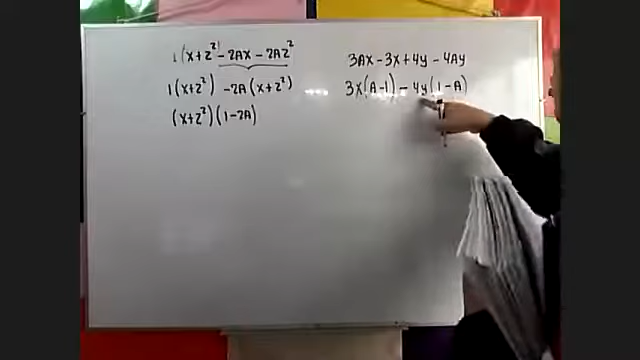 1(x+z²) - 2Ax - 2Az²
1(x+z²) -2A(x+z²)
(x+z²)(1-2A)
3Ax - 3x + 4y - 4Ay
3x(A-1) - 4y(1-A)